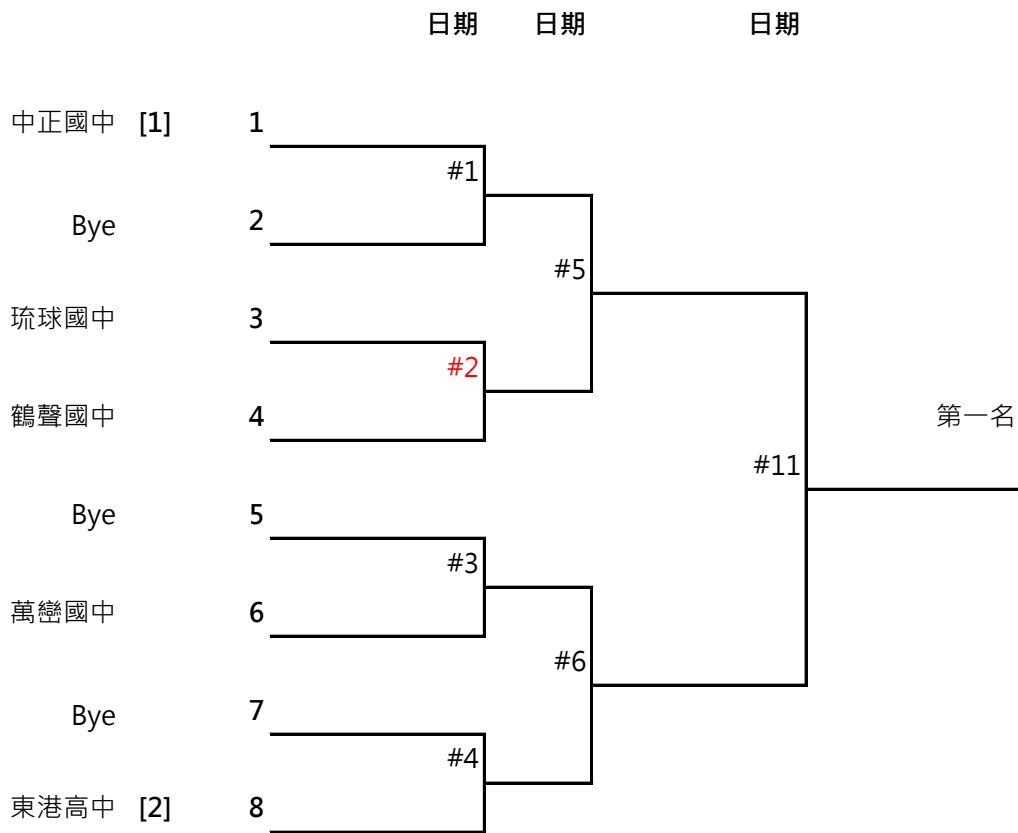 日期 日期 日期
中正國中 [1] 1
#1
Bye 2
#5
琉球國中 3
#2
鶴聲國中 4 第一名
#11
Bye 5
#3
萬巒國中 6
#6
Bye 7
#4
東港高中 [2] 8